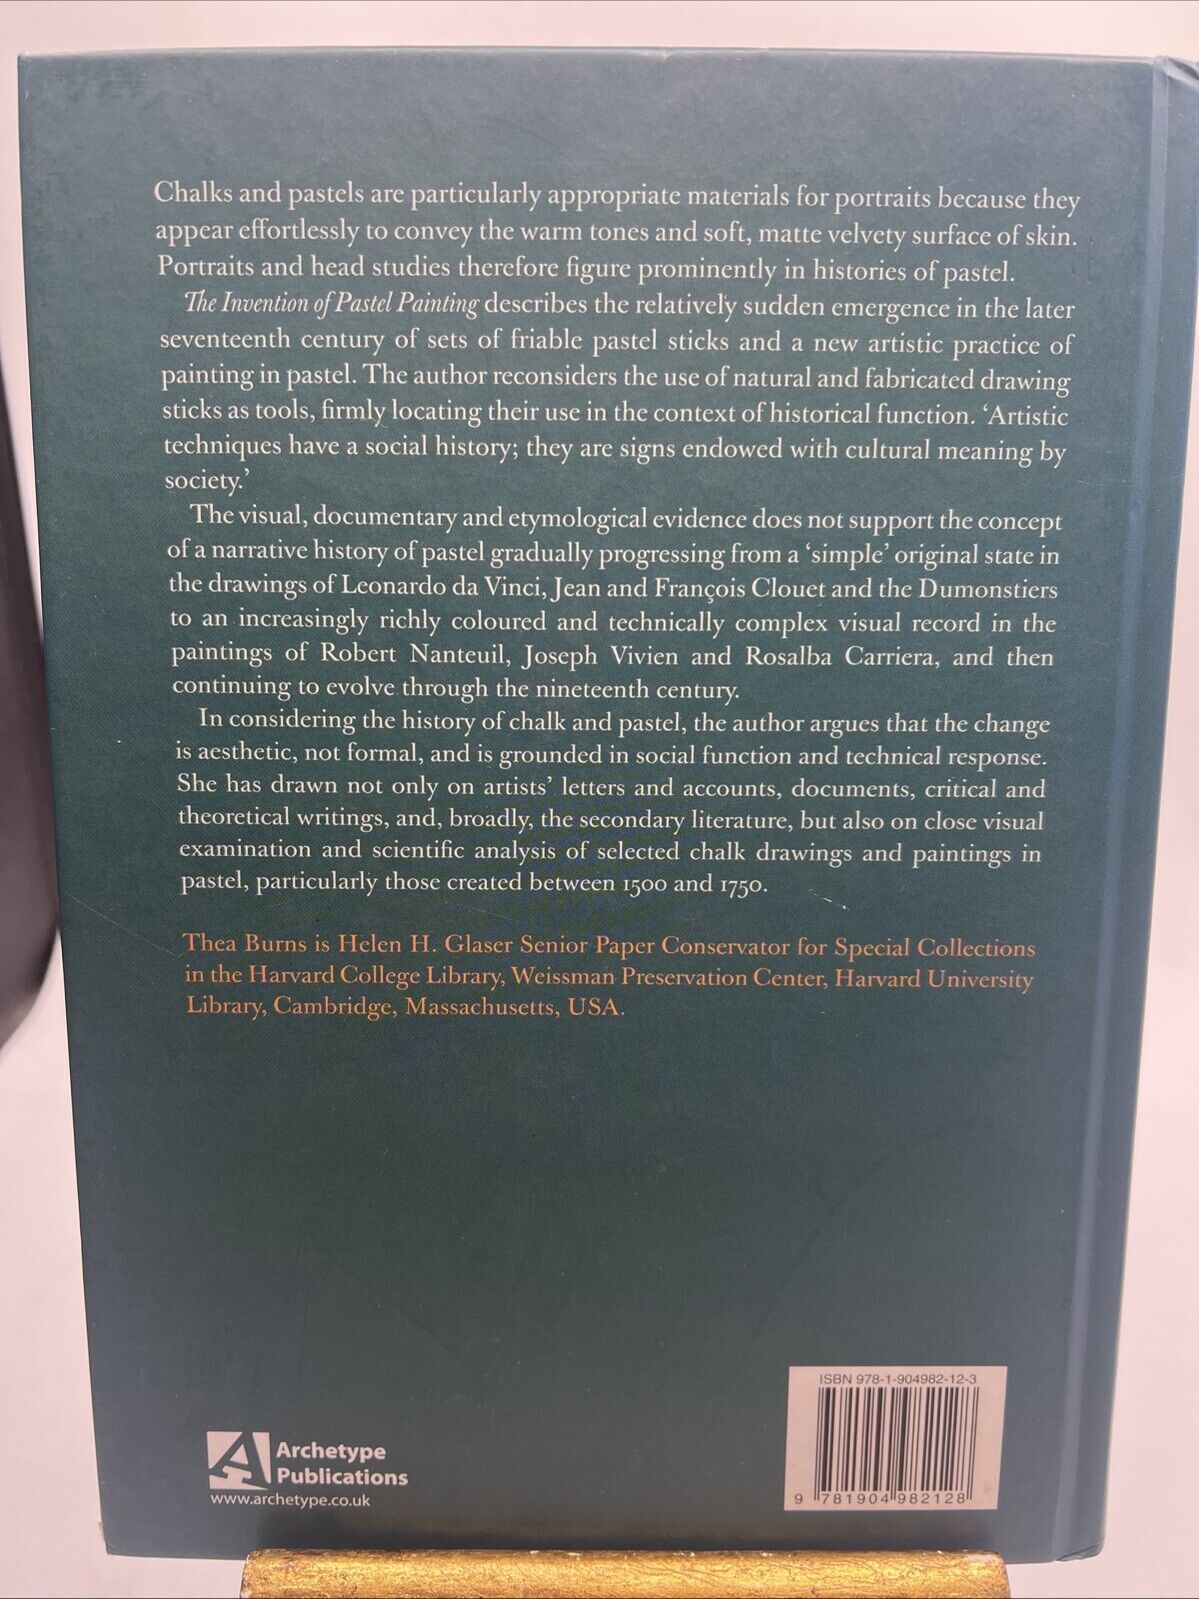 Chalks and pastels are particularly appropriate materials for portraits because they
appear effortlessly to convey the warm tones and soft, matte velvety surface of skin.
Portraits and head studies therefore figure prominently in histories of pastel.
The Invention of Pastel Painting describes the relatively sudden emergence in the later
seventeenth century of sets of friable pastel sticks and a new artistic practice of
painting in pastel. The author reconsiders the use of natural and fabricated drawing
sticks as tools, firmly locating their use in the context of historical function. ‘Artistic
techniques have a social history; they are signs endowed with cultural meaning by
society.’
The visual, documentary and etymological evidence does not support the concept
of a narrative history of pastel gradually progressing from a ‘simple’ original state in
the drawings of Leonardo da Vinci, Jean and François Clouet and the Dumonstiers
to an increasingly richly coloured and technically complex visual record in the
paintings of Robert Nanteuil, Joseph Vivien and Rosalba Carriera, and then
continuing to evolve through the nineteenth century.
In considering the history of chalk and pastel, the author argues that the change
is aesthetic, not formal, and is grounded in social function and technical response.
She has drawn not only on artists’ letters and accounts, documents, critical and
theoretical writings, and, broadly, the secondary literature, but also on close visual
examination and scientific analysis of selected chalk drawings and paintings in
pastel, particularly those created between 1500 and 1750.
Thea Burns is Helen H. Glaser Senior Paper Conservator for Special Collections
in the Harvard College Library, Weissman Preservation Center, Harvard University
Library, Cambridge, Massachusetts, USA.
ISBN 978-1-904982-12-3
9 781904 982128
A Archetype
Publications
www.archetype.co.uk